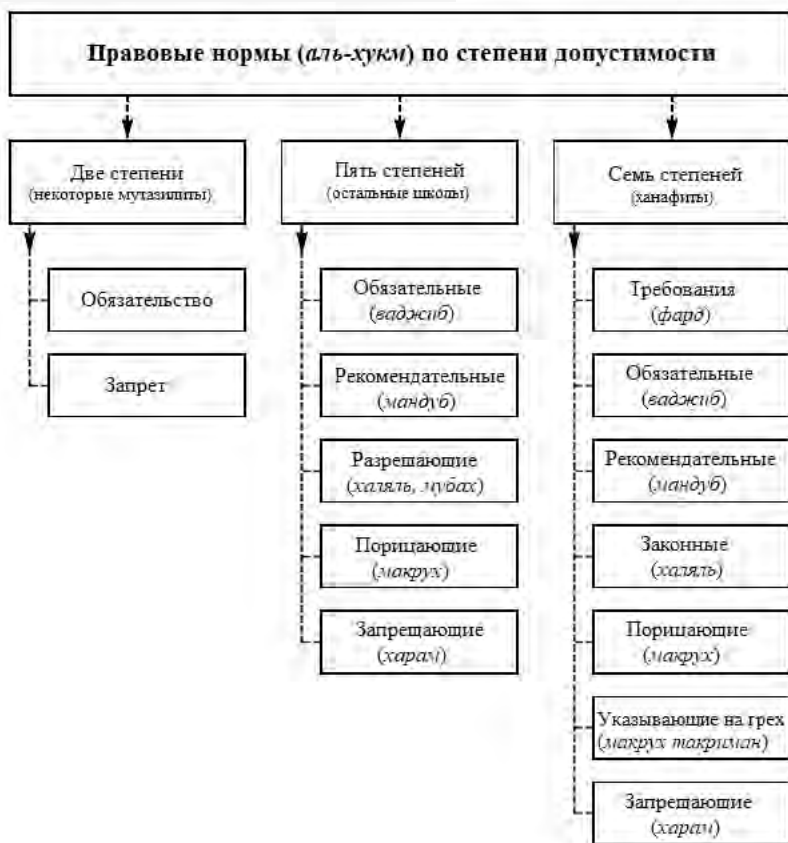 Правовые нормы (аль-хукм) по степени допустимости
Две степени
(некоторые мутазилиты)
Обязательство
Запрет
Пять степеней
(остальные школы)
Обязательные
(ваджиб)
Рекомендательные
(мандуб)
Разрешающие
(халяль, мубах)
Порицающие
(макрух)
Запрещающие
(харам)
Семь степеней
(ханафиты)
Требования
(фард)
Обязательные
(ваджиб)
Рекомендательные
(мандуб)
Законные
(халяль)
Порицающие
(макрух)
Указывающие на грех
(макрух такриман)
Запрещающие
(харам)